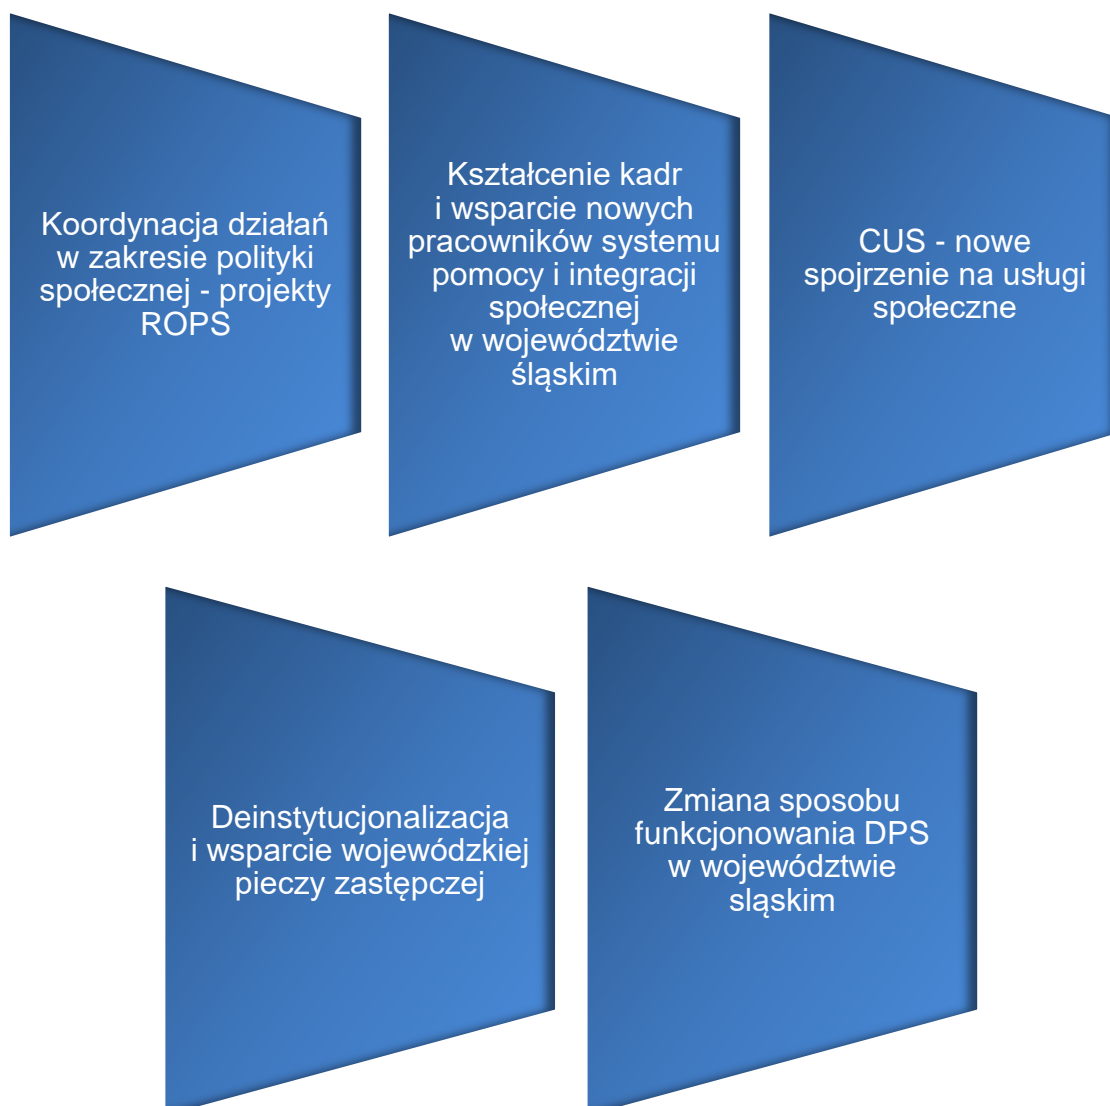 Koordynacja działań
w zakresie polityki
społecznej - projekty
ROPS
Kształcenie kadr
i wsparcie nowych
pracowników systemu
pomocy i integracji
społecznej
w województwie
śląskim
CUS - nowe
spojrzenie na usługi
społeczne
Deinstytucjonalizacja
i wsparcie wojewódzkiej
pieczy zastępczej
Zmiana sposobu
funkcjonowania DPS
w województwie
sląskim